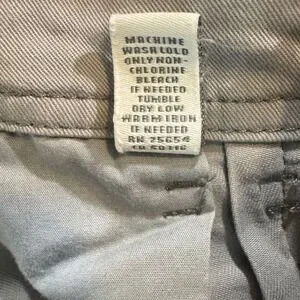 MACHINE
WASH COLD
ONLY NON-
CHLORINE
BLEACH
IF NEEDED
TUMBLE
DRY LOW
WARM IRON
IF NEEDED
RN 75654